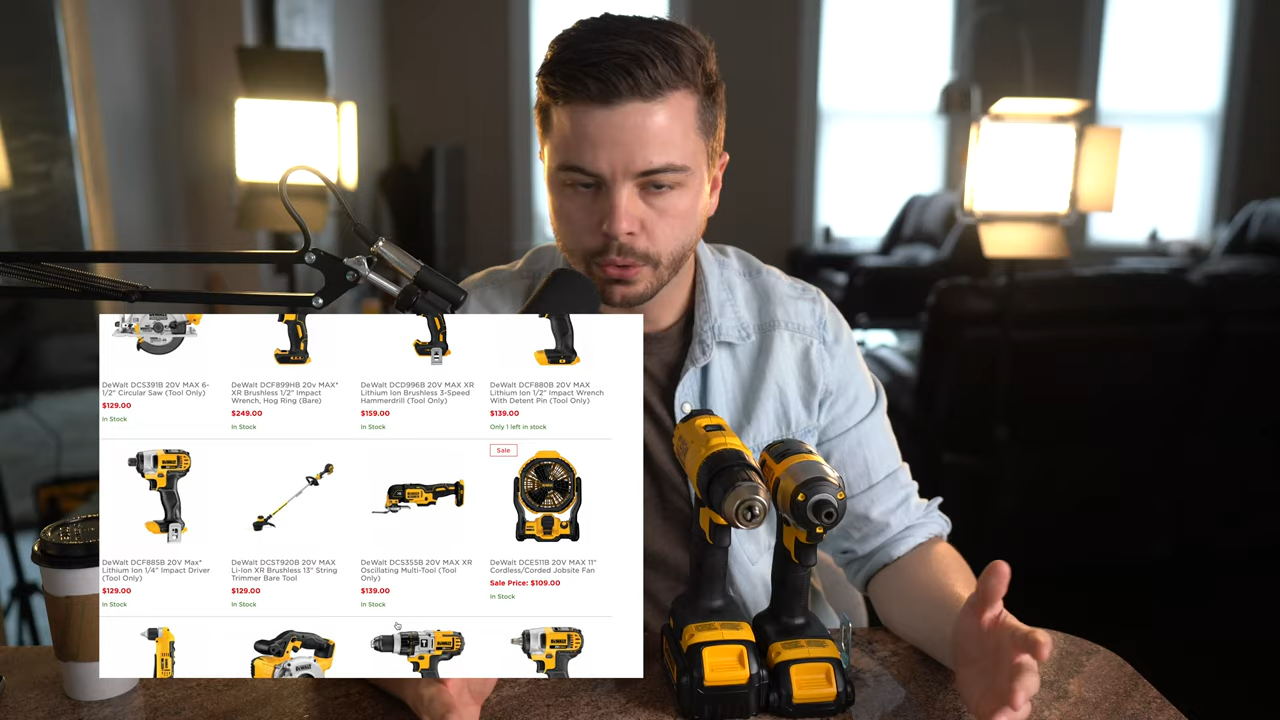 DeWalt DCS391B 20V MAX 6-
1/2" Circular Saw (Tool Only)
$129.00
In Stock
DeWalt DCF899HB 20v MAX*
XR Brushless 1/2" Impact
Wrench, Hog Ring (Bare)
$249.00
In Stock
DeWalt DCD996B 20V MAX XR
Lithium Ion Brushless 3-Speed
Hammerdrill (Tool Only)
$159.00
In Stock
DeWalt DCF880B 20V MAX
Lithium Ion 1/2" Impact Wrench
With Detent Pin (Tool Only)
$139.00
Only 1 left in stock
DeWalt DCF885B 20V Max*
Lithium Ion 1/4" Impact Driver
(Tool Only)
$129.00
In Stock
DeWalt DCST920B 20V MAX
Li-Ion XR Brushless 13" String
Trimmer Bare Tool
$129.00
In Stock
DeWalt DCS355B 20V MAX XR
Oscillating Multi-Tool (Tool
Only)
$139.00
In Stock
Sale
DeWalt DCE511B 20V MAX 11"
Cordless/Corded Jobsite Fan
Sale Price: $109.00
In Stock